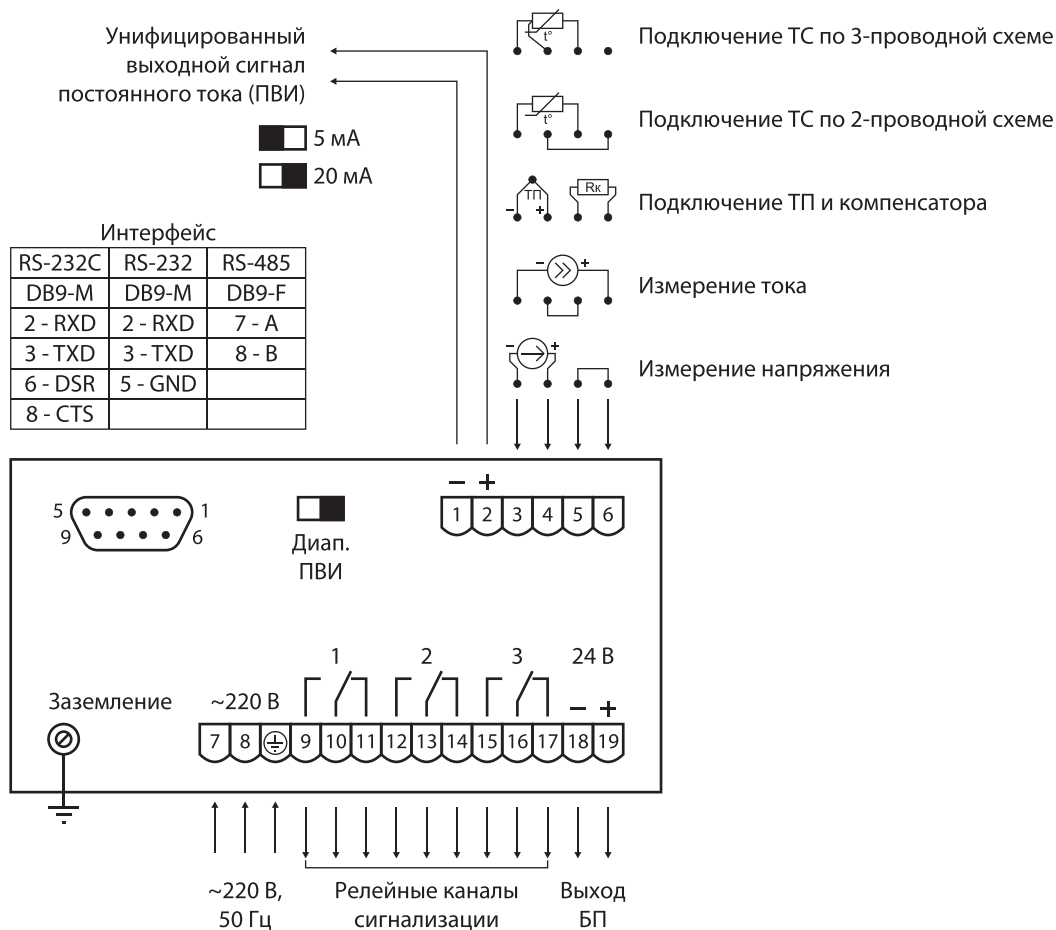 Унифицированный
выходной сигнал
постоянного тока (ПВИ)
5 мА
20 мА
t°
Подключение ТС по 3-проводной схеме
t°
Подключение ТС по 2-проводной схеме
ТП
- +
Rк
Подключение ТП и компенсатора
- +
Измерение тока
- +
Измерение напряжения
Интерфейс
RS-232C RS-232 RS-485
DB9-M DB9-M DB9-F
2 - RXD 2 - RXD 7 - A
3 - TXD 3 - TXD 8 - B
6 - DSR 5 - GND
8 - CTS
5 1
9 6
Диап.
ПВИ
- +
1 2 3 4 5 6
Заземление
~220 В
1 2 3
24 В
- +
7 8 9 10 11 12 13 14 15 16 17 18 19
~220 В,
50 Гц
Релейные каналы
сигнализации
Выход
БП